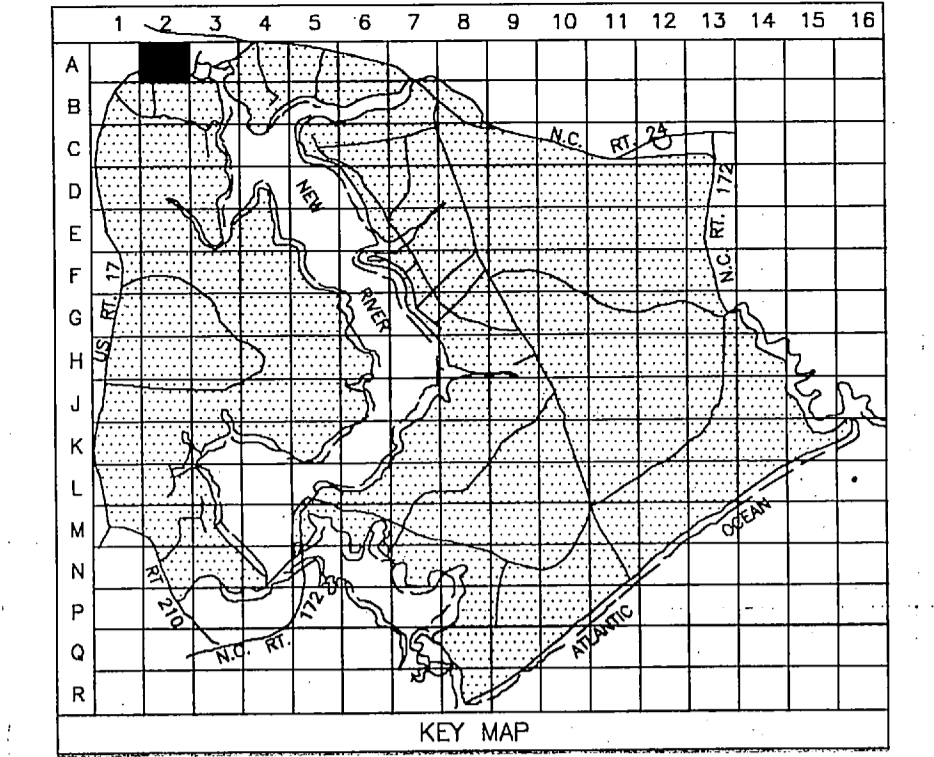 1 2 3 4 5 6 7 8 9 10 11 12 13 14 15 16
A
B
C
D
E
F
G
H
J
K
L
M
N
P
Q
R
N.C. RT. 24
N.C. RT. 172
NEW RIVER
US RT. 17
RT 210
N.C. RT. 172
ATLANTIC OCEAN
KEY MAP